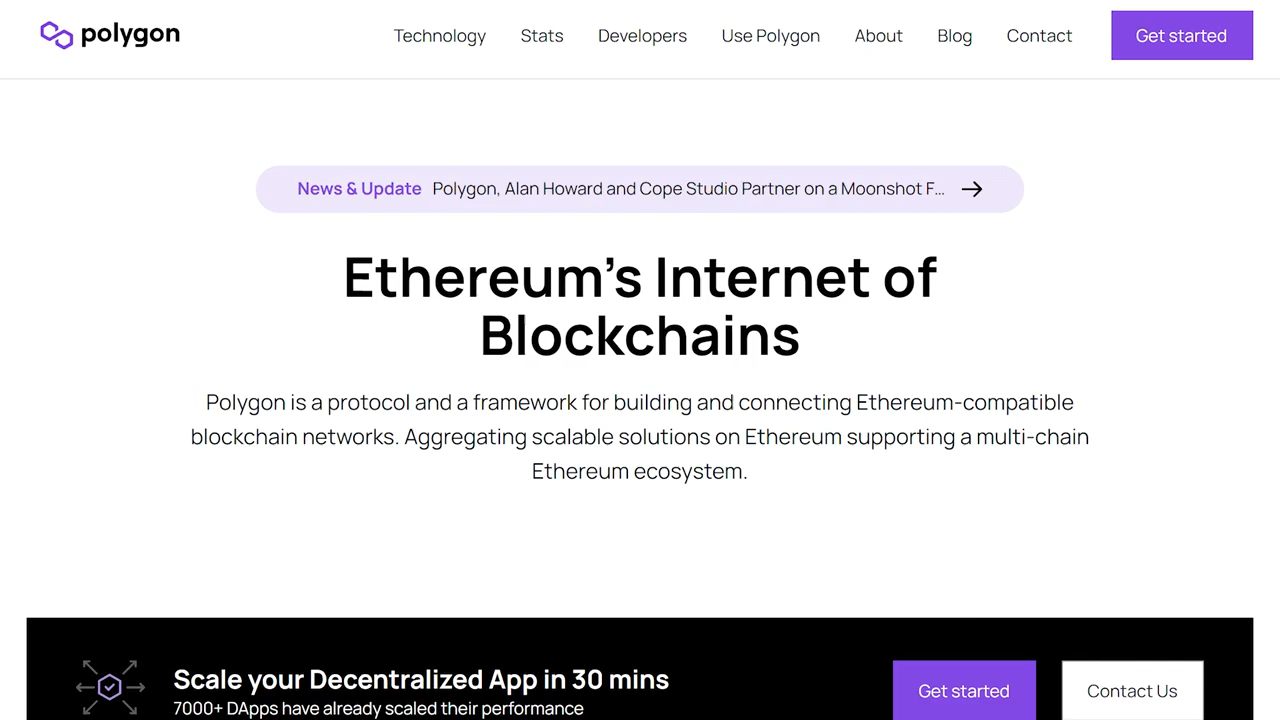 polygon
Technology Stats Developers Use Polygon About Blog Contact Get started
News & Update Polygon, Alan Howard and Cope Studio Partner on a Moonshot F...
Ethereum's Internet of
Blockchains
Polygon is a protocol and a framework for building and connecting Ethereum-compatible
blockchain networks. Aggregating scalable solutions on Ethereum supporting a multi-chain
Ethereum ecosystem.
Scale your Decentralized App in 30 mins
7000+ DApps have already scaled their performance
Get started Contact Us